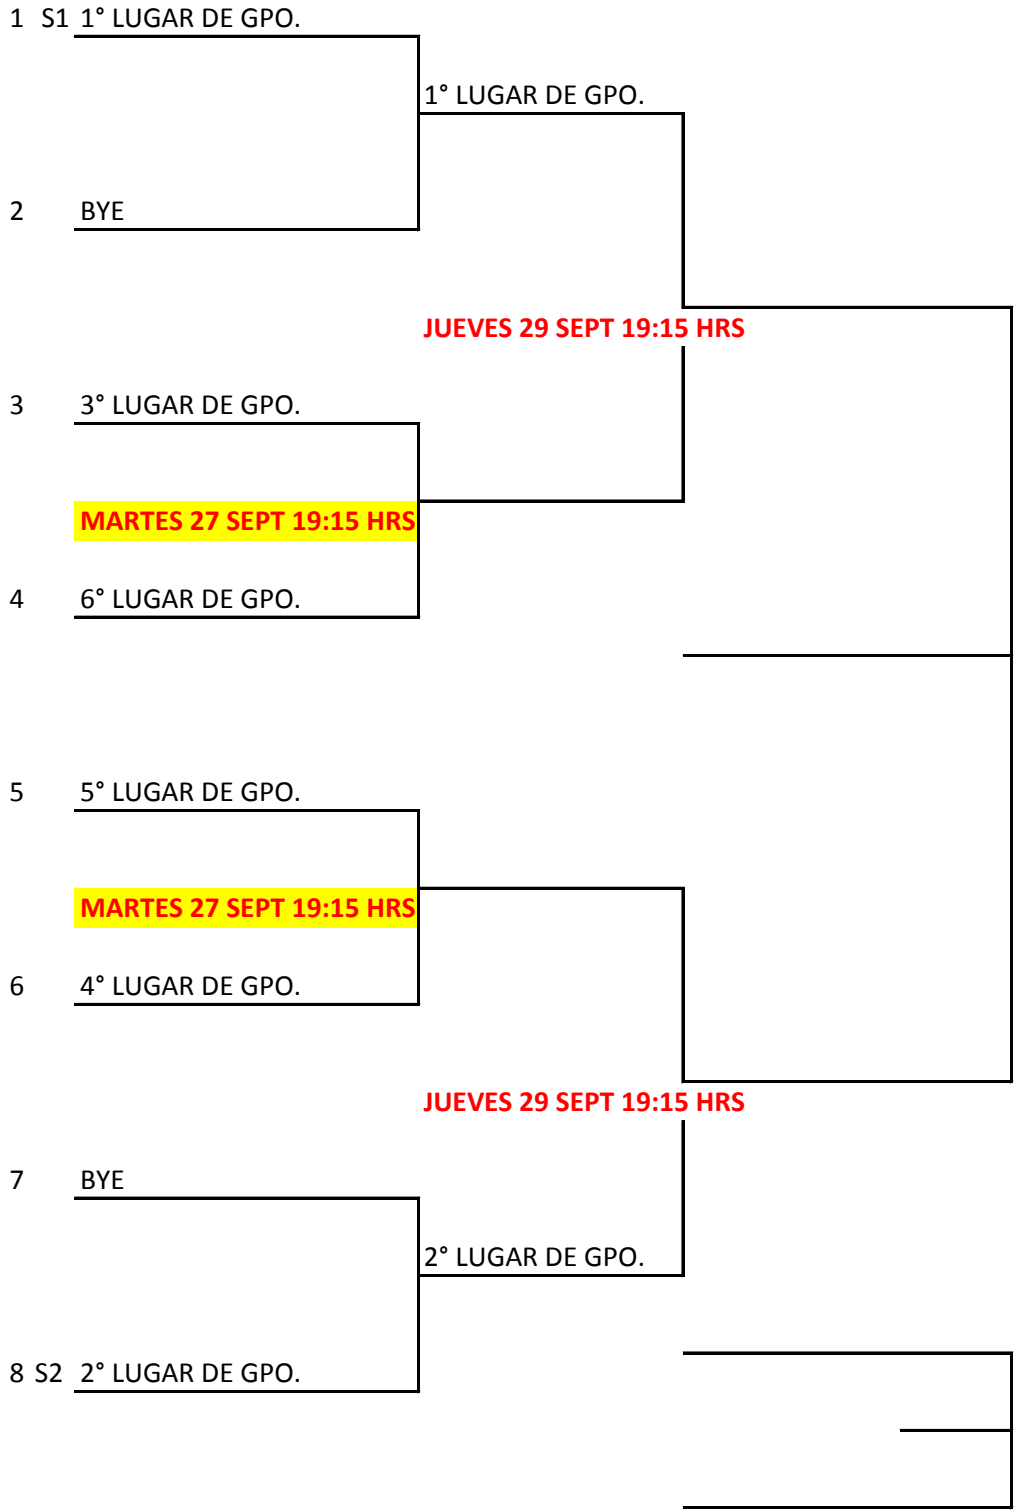 1 S1 1° LUGAR DE GPO.
1° LUGAR DE GPO.
2 BYE
JUEVES 29 SEPT 19:15 HRS
3 3° LUGAR DE GPO.
MARTES 27 SEPT 19:15 HRS
4 6° LUGAR DE GPO.
5 5° LUGAR DE GPO.
MARTES 27 SEPT 19:15 HRS
6 4° LUGAR DE GPO.
JUEVES 29 SEPT 19:15 HRS
7 BYE
2° LUGAR DE GPO.
8 S2 2° LUGAR DE GPO.